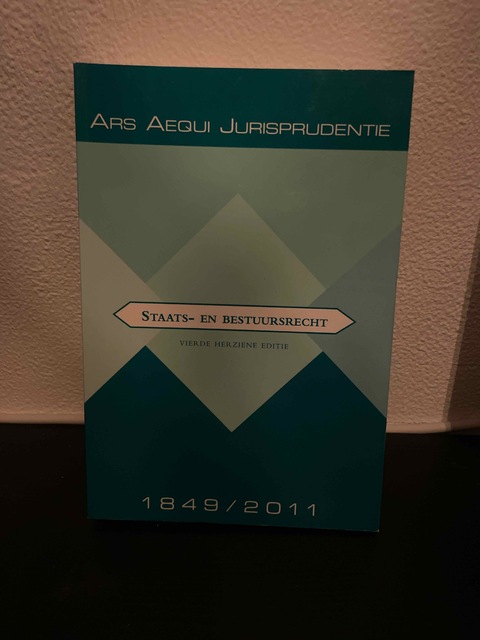 ARS AEQUI JURISPRUDENTIE
STAATS- EN BESTUURSRECHT
VIERDE HERZIENE EDITIE
1849/2011